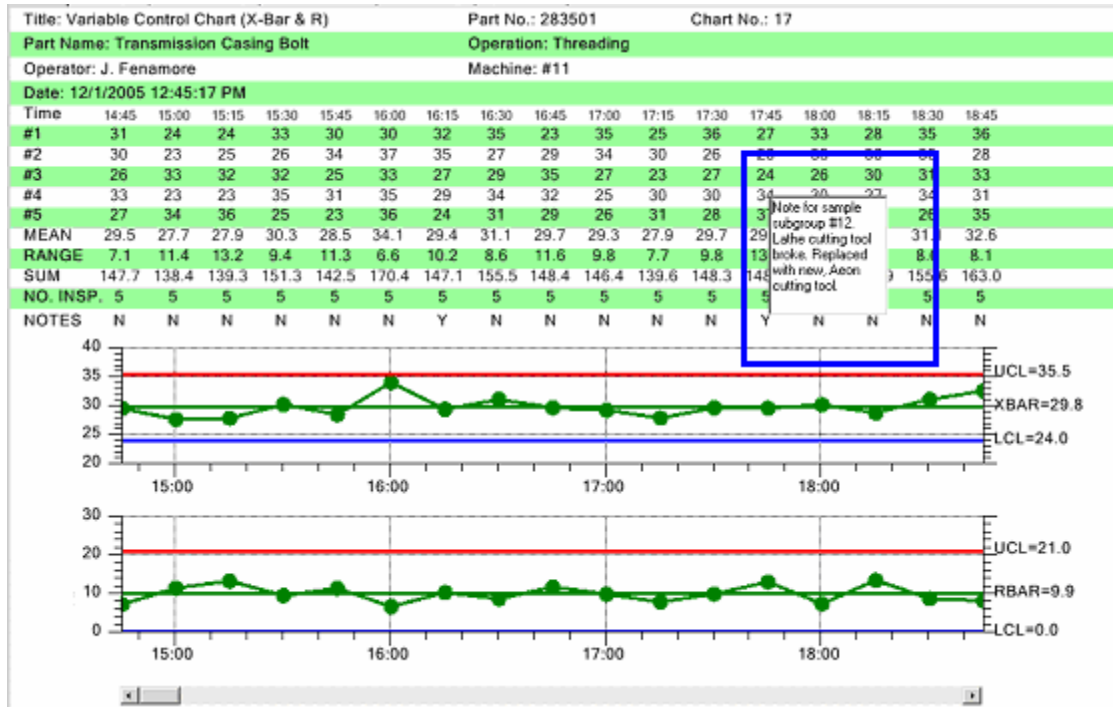 Title: Variable Control Chart (X-Bar & R) Part No.: 283501 Chart No.: 17
Part Name: Transmission Casing Bolt Operation: Threading
Operator: J. Fenamore Machine: #11
Date: 12/1/2005 12:45:17 PM
Time 14:45 15:00 15:15 15:30 15:45 16:00 16:15 16:30 16:45 17:00 17:15 17:30 17:45 18:00 18:15 18:30 18:45
#1 31 24 24 33 30 30 32 35 23 35 25 36 27 33 28 35 36
#2 30 23 25 26 34 37 35 27 29 34 30 26 28
#3 26 33 32 32 25 33 27 29 35 27 23 27 24 26 30 31 33
#4 33 23 23 35 31 35 29 34 32 25 30 30 34 31
#5 27 34 36 25 23 36 24 31 29 26 31 28 35
MEAN 29.5 27.7 27.9 30.3 28.5 34.1 29.4 31.1 29.7 29.3 27.9 29.7 32.6
RANGE 7.1 11.4 13.2 9.4 11.3 6.6 10.2 8.6 11.6 9.8 7.7 9.8 8.1
SUM 147.7 138.4 139.3 151.3 142.5 170.4 147.1 155.5 148.4 146.4 139.6 148.3 155.6 163.0
NO. INSP. 5 5 5 5 5 5 5 5 5 5 5 5 5 5 5 5 5
NOTES N N N N N N Y N N N N N Y N N N N
Note for sample
subgroup #12.
Lathe cutting tool
broke. Replaced
with new, Aeon
cutting tool.
40
35
30
25
20
UCL=35.5
XBAR=29.8
LCL=24.0
15:00 16:00 17:00 18:00
30
20
10
0
UCL=21.0
RBAR=9.9
LCL=0.0
15:00 16:00 17:00 18:00